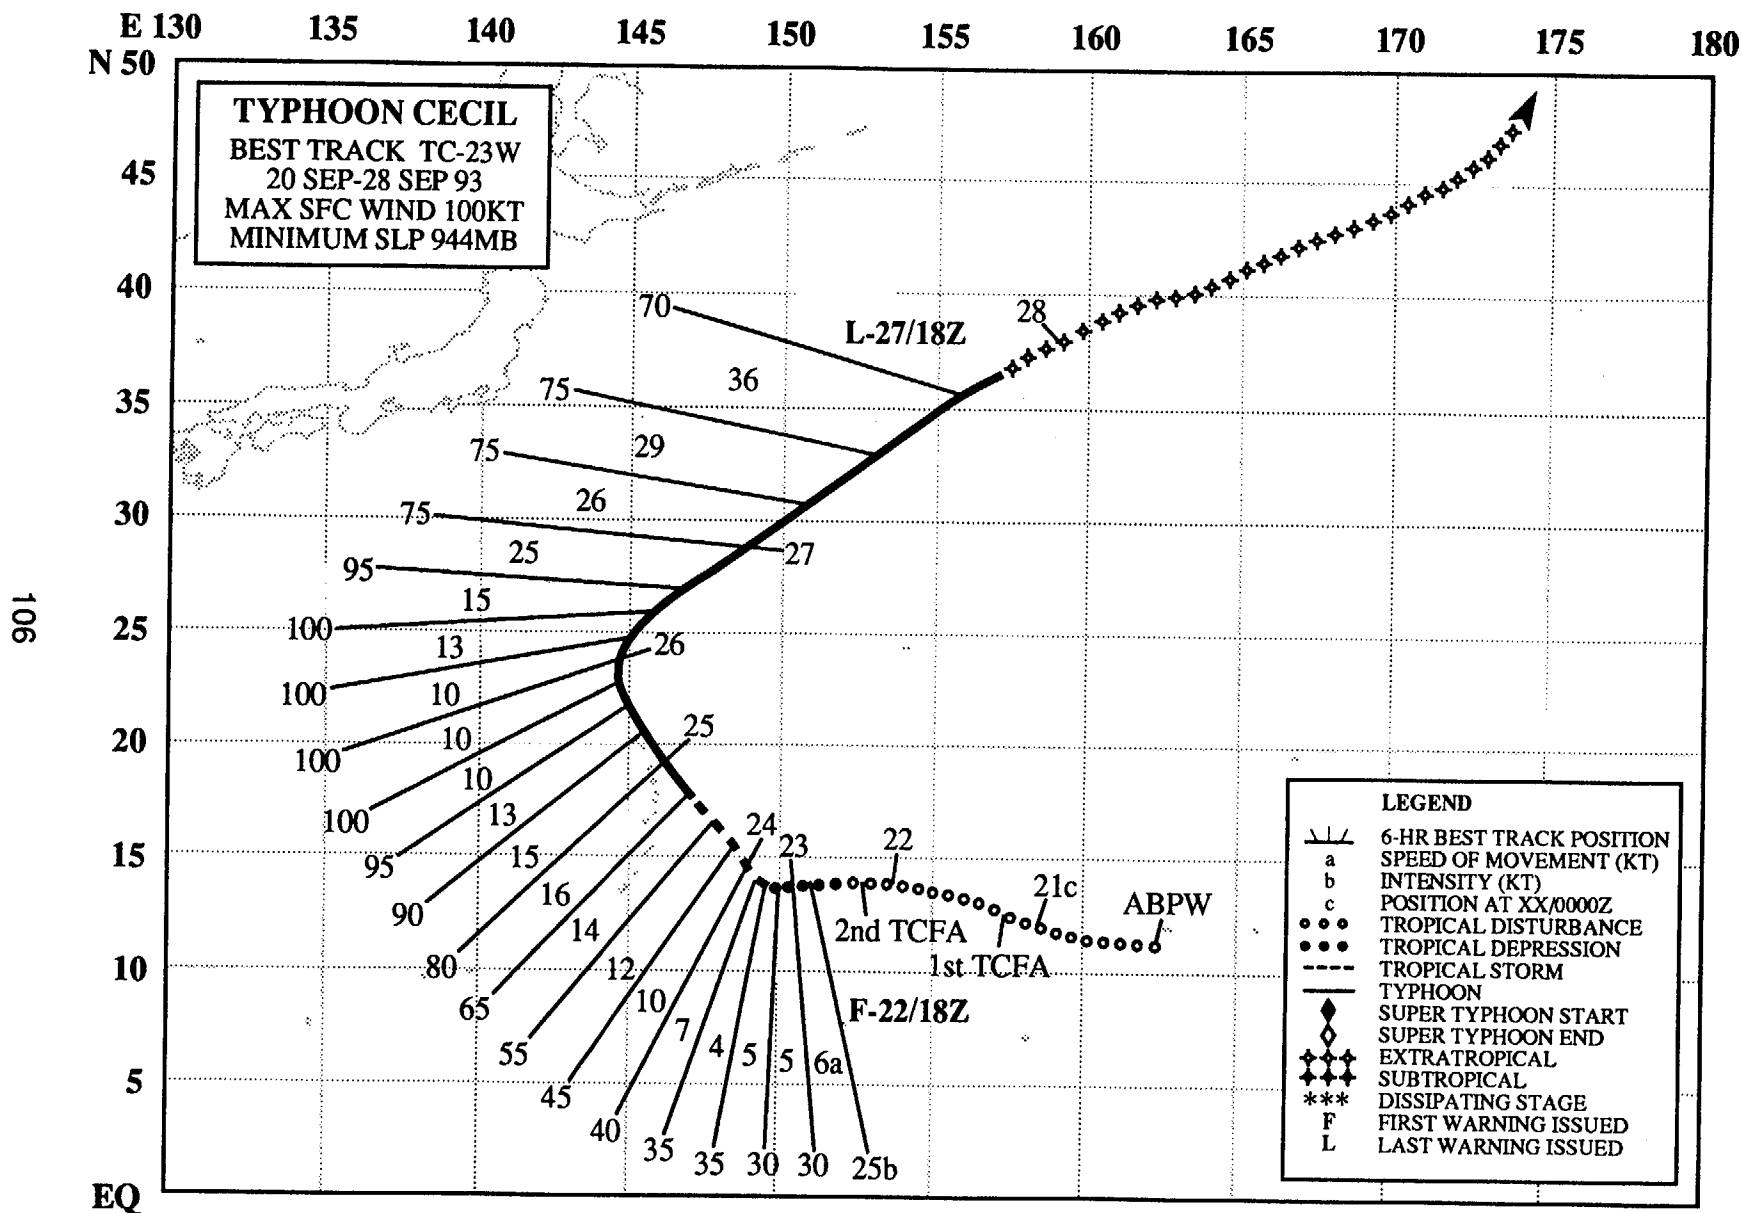 E 130 135 140 145 150 155 160 165 170 175 180
N 50
TYPHOON CECIL
BEST TRACK TC-23W
20 SEP-28 SEP 93
MAX SFC WIND 100KT
MINIMUM SLP 944MB
45
40
35
30
25
20
15
10
5
EQ
106
70
L-27/18Z
28
36
75
29
75
26
75
27
25
95
15
100
13
26
100
10
100
10
25
100
10
95
13
90
15
80
16
65
14
55
12
45
10
40
7
35
4
35
5
30
5
30
6a
25b
24
23
22
21c
ABPW
2nd TCFA
1st TCFA
F-22/18Z
LEGEND
6-HR BEST TRACK POSITION
a SPEED OF MOVEMENT (KT)
b INTENSITY (KT)
c POSITION AT XX/0000Z
TROPICAL DISTURBANCE
TROPICAL DEPRESSION
TROPICAL STORM
TYPHOON
SUPER TYPHOON START
SUPER TYPHOON END
EXTRATROPICAL
SUBTROPICAL
*** DISSIPATING STAGE
F FIRST WARNING ISSUED
L LAST WARNING ISSUED